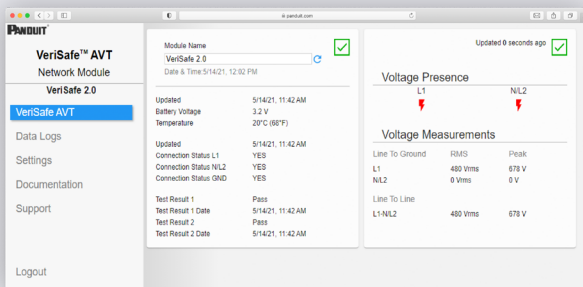 panduit.com
PANDUIT
VeriSafe™ AVT
Network Module
VeriSafe 2.0
VeriSafe AVT
Data Logs
Settings
Documentation
Support
Logout
Module Name
VeriSafe 2.0
Date & Time:5/14/21, 12:02 PM
Updated 5/14/21, 11:42 AM
Battery Voltage 3.2 V
Temperature 20°C (68°F)
Updated 5/14/21, 11:42 AM
Connection Status L1 YES
Connection Status N/L2 YES
Connection Status GND YES
Test Result 1 Pass
Test Result 1 Date 5/14/21, 11:42 AM
Test Result 2 Pass
Test Result 2 Date 5/14/21, 11:42 AM
Updated 0 seconds ago
Voltage Presence
L1 N/L2
Voltage Measurements
Line To Ground RMS Peak
L1 480 Vrms 678 V
N/L2 0 Vrms 0 V
Line To Line
L1-N/L2 480 Vrms 678 V